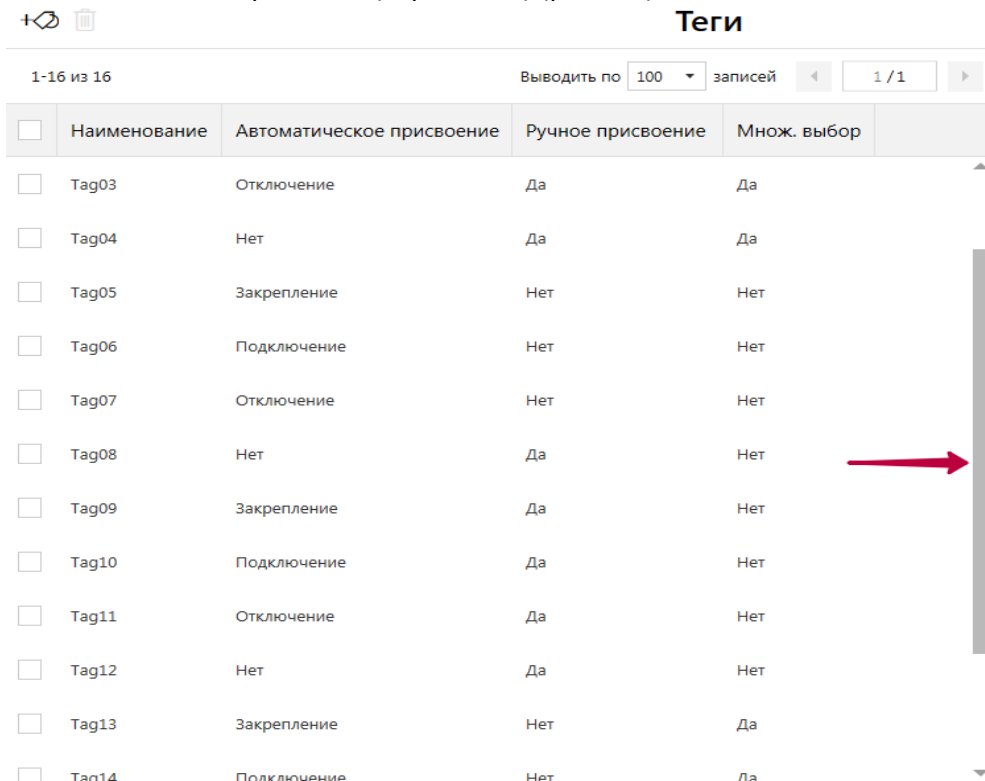 Теги
1-16 из 16 Выводить по 100 записей 1 / 1
Наименование Автоматическое присвоение Ручное присвоение Множ. выбор
Tag03 Отключение Да Да
Tag04 Нет Да Да
Tag05 Закрепление Нет Нет
Tag06 Подключение Нет Нет
Tag07 Отключение Нет Нет
Tag08 Нет Да Нет
Tag09 Закрепление Да Нет
Tag10 Подключение Да Нет
Tag11 Отключение Да Нет
Tag12 Нет Да Нет
Tag13 Закрепление Нет Да
Tag14 Подключение Нет Да